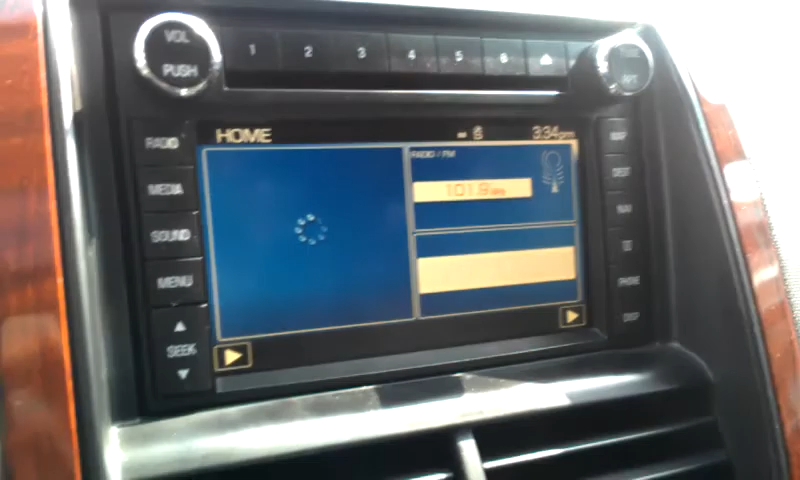 VOL
PUSH
1 2 3 4 5 6
RADIO
MEDIA
SOUND
MENU
SEEK
HOME
3:34pm
RADIO / FM
101.9
MAP
DEST
NAV
PHONE
DISP